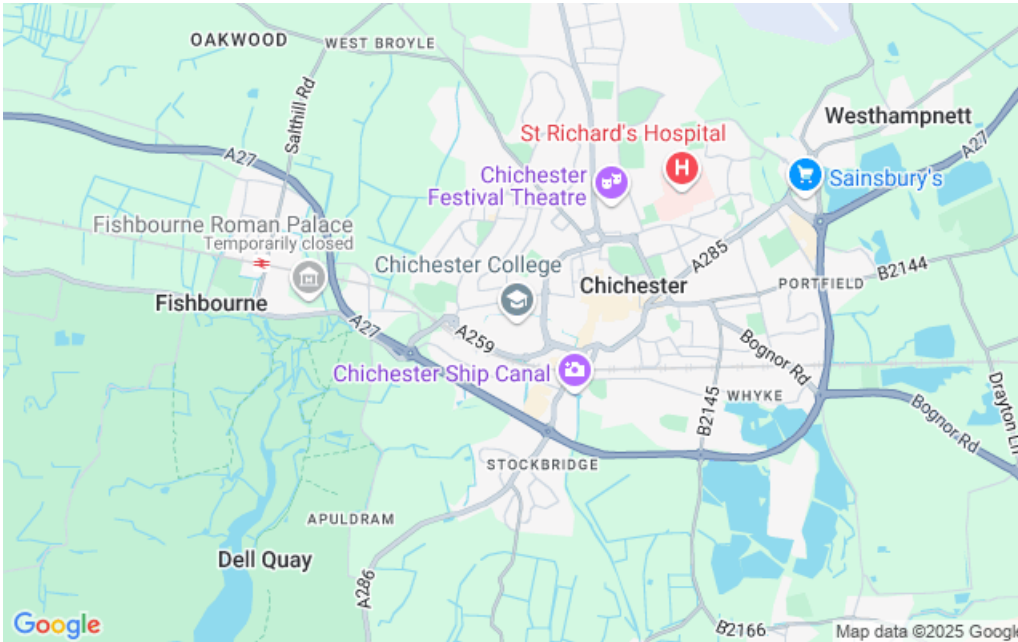 OAKWOOD
WEST BROYLE
Salthill Rd
Westhampnett
St Richard's Hospital
H
A27
A27
Chichester
Festival Theatre
Sainsbury's
Fishbourne Roman Palace
Temporarily closed
A285
Chichester College
B2144
Chichester
PORTFIELD
Fishbourne
A27
A259
Bognor Rd
Chichester Ship Canal
WHYKE
Drayton Ln
B2145
Bognor Rd
STOCKBRIDGE
APULDRAM
Dell Quay
A286
Google
B2166
Map data ©2025 Google